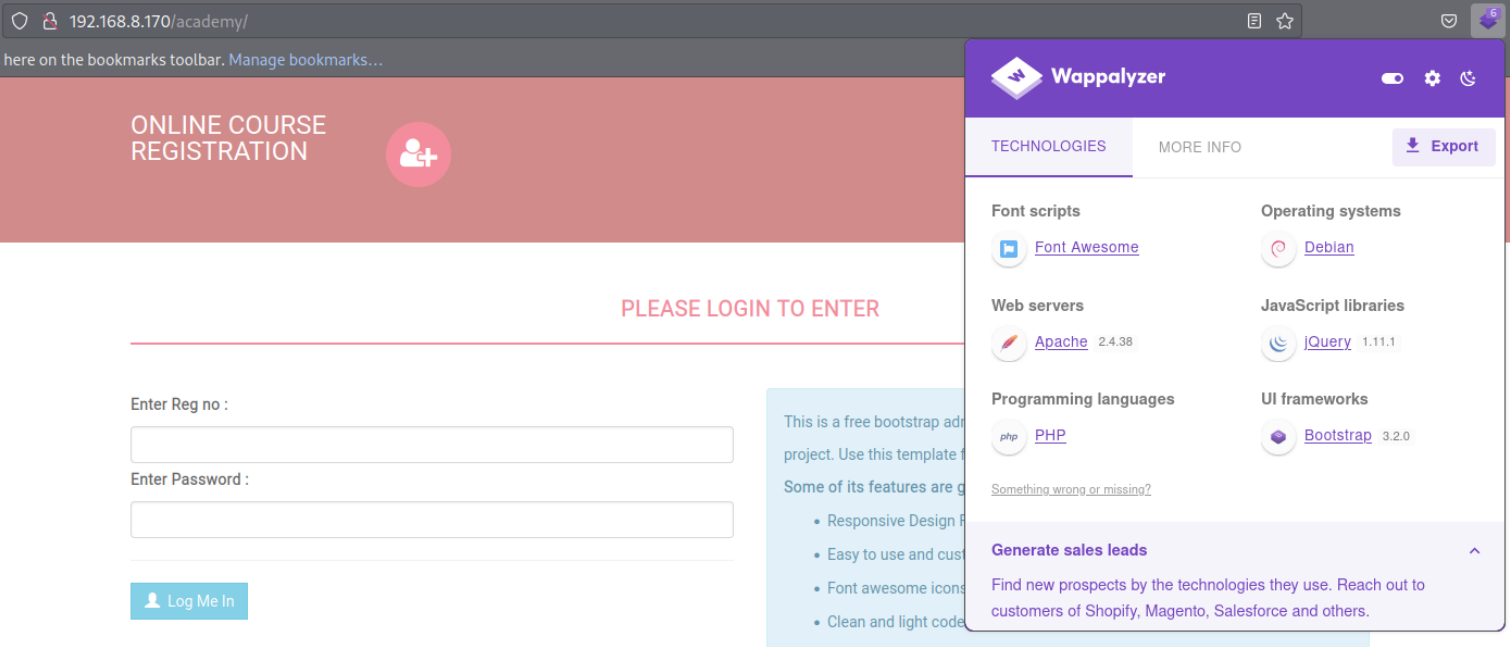 192.168.8.170/academy/
6
here on the bookmarks toolbar. Manage bookmarks...
W Wappalyzer
TECHNOLOGIES MORE INFO Export
Font scripts Operating systems
Font Awesome Debian
Web servers JavaScript libraries
Apache 2.4.38 jQuery 1.11.1
Programming languages UI frameworks
php PHP Bootstrap 3.2.0
Something wrong or missing?
Generate sales leads
Find new prospects by the technologies they use. Reach out to
customers of Shopify, Magento, Salesforce and others.
ONLINE COURSE
REGISTRATION
PLEASE LOGIN TO ENTER
Enter Reg no :
Enter Password :
Log Me In
This is a free bootstrap
project. Use this template
Some of its features are
Responsive Design
Easy to use and
Font awesome icons
Clean and light code